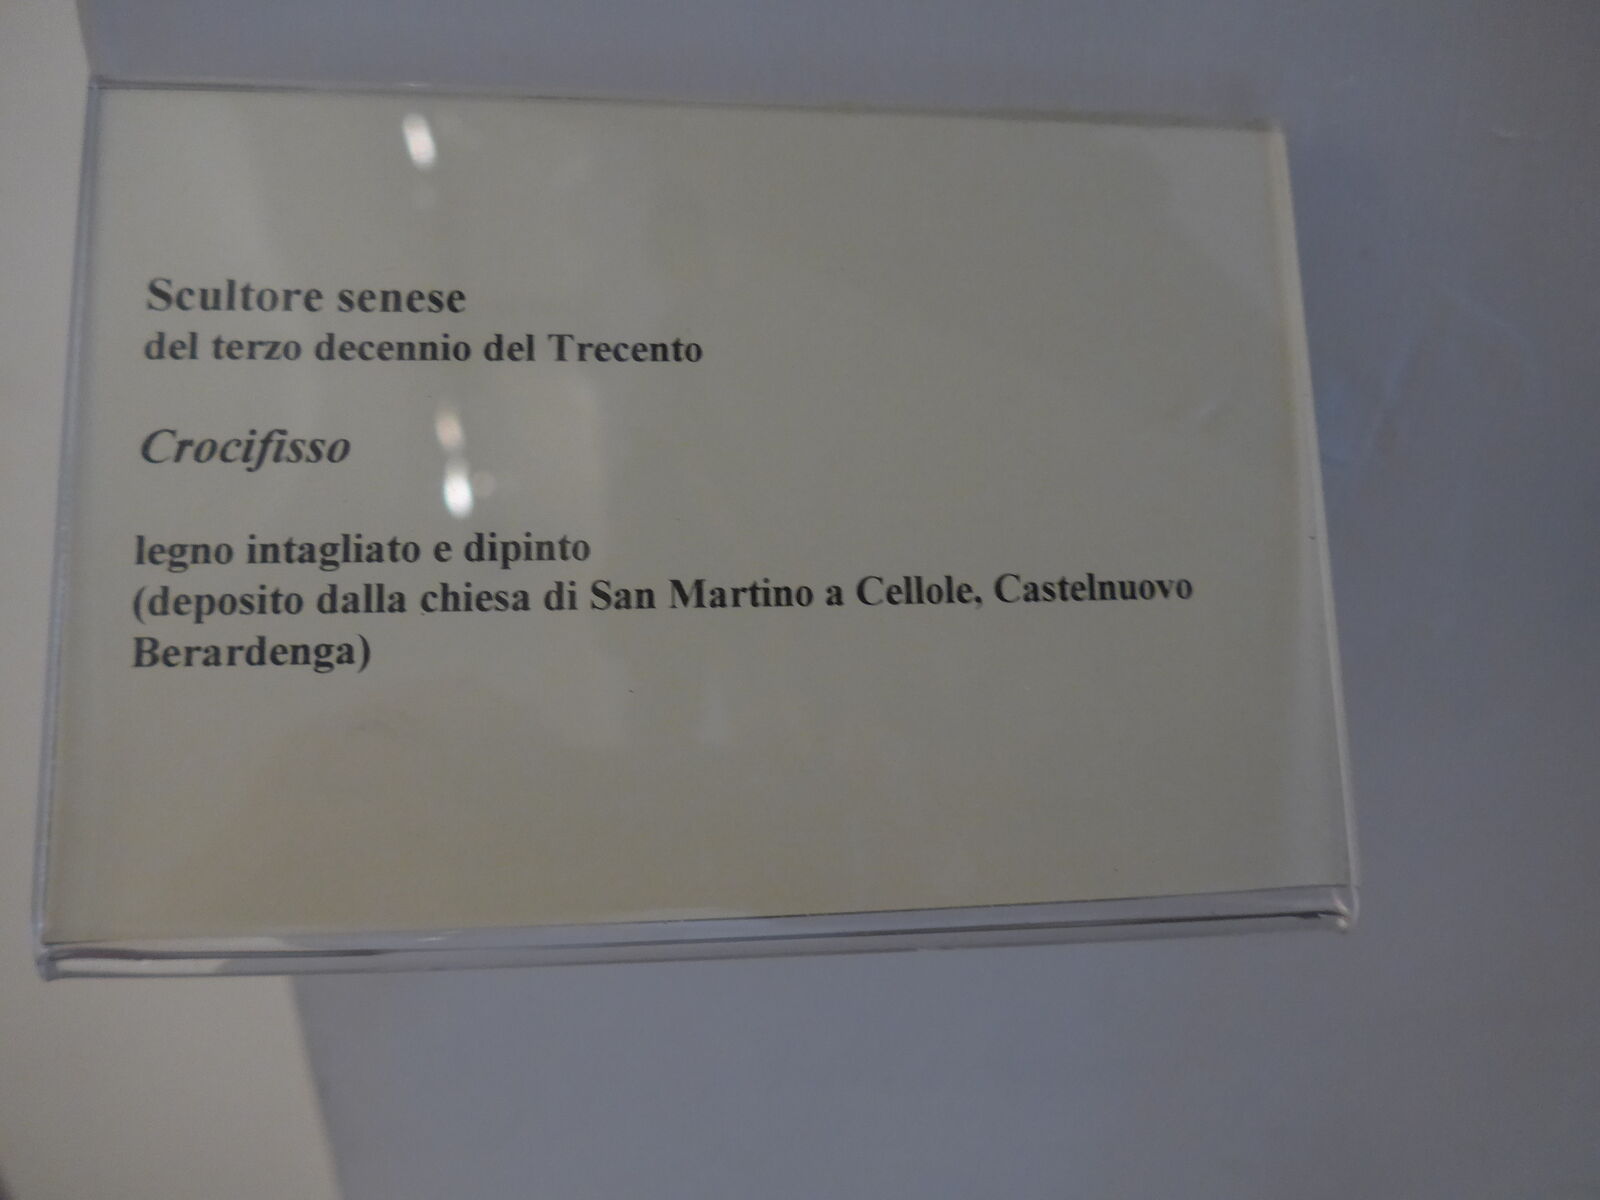 Scultore senese
del terzo decennio del Trecento
Crocifisso
legno intagliato e dipinto
(deposito dalla chiesa di San Martino a Cellole, Castelnuovo
Berardenga)